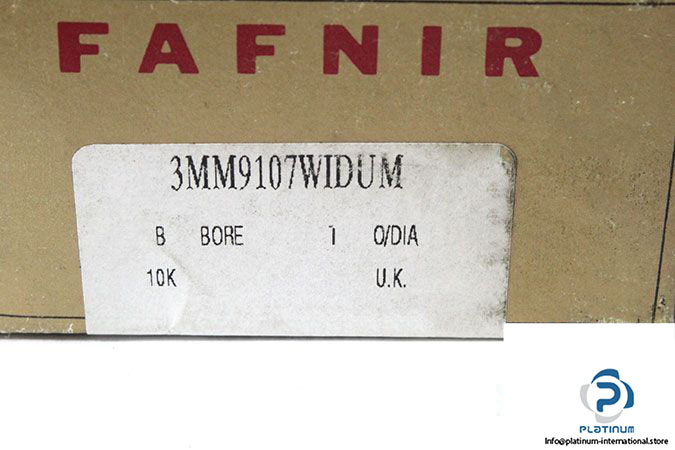 FAFNIR
3MM9107WIDUM
B BORE 1 O/DIA
10K U.K.
PLATINUM
Info@platinum-international.store